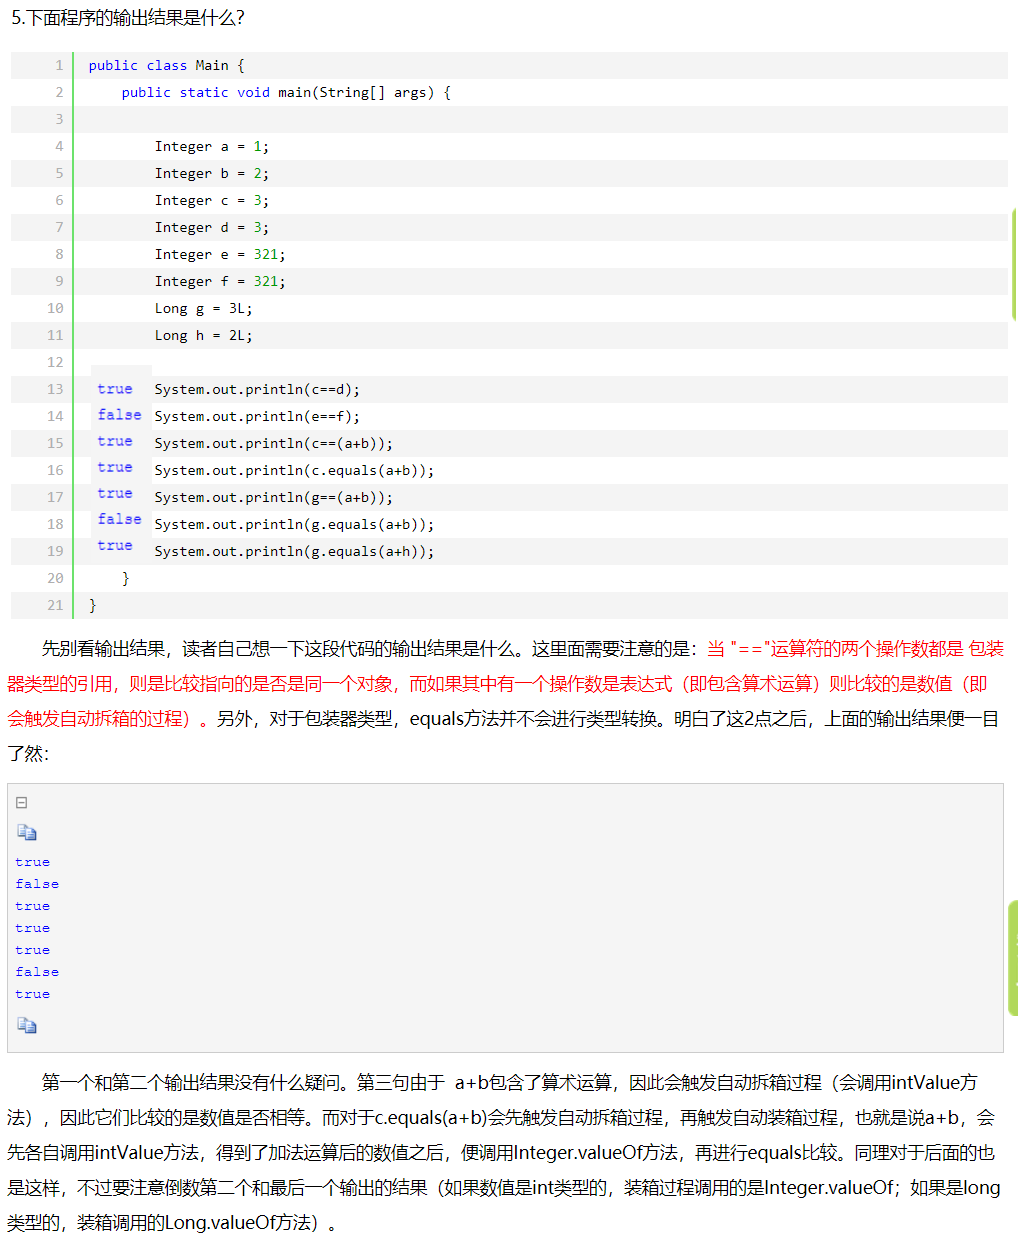 5.下面程序的输出结果是什么?
1 public class Main {
2 public static void main(String[] args) {
3
4 Integer a = 1;
5 Integer b = 2;
6 Integer c = 3;
7 Integer d = 3;
8 Integer e = 321;
9 Integer f = 321;
10 Long g = 3L;
11 Long h = 2L;
12
13 true System.out.println(c==d);
14 false System.out.println(e==f);
15 true System.out.println(c==(a+b));
16 true System.out.println(c.equals(a+b));
17 true System.out.println(g==(a+b));
18 false System.out.println(g.equals(a+b));
19 true System.out.println(g.equals(a+h));
20 }
21 }
先别看输出结果，读者自己想一下这段代码的输出结果是什么。这里面需要注意的是：当 "=="运算符的两个操作数都是 包装
器类型的引用，则是比较指向的是否是同一个对象，而如果其中有一个操作数是表达式（即包含算术运算）则比较的是数值（即
会触发自动拆箱的过程）。另外，对于包装器类型，equals方法并不会进行类型转换。明白了这2点之后，上面的输出结果便一目
了然：
true
false
true
true
true
false
true
第一个和第二个输出结果没有什么疑问。第三句由于 a+b包含了算术运算，因此会触发自动拆箱过程（会调用intValue方
法），因此它们比较的是数值是否相等。而对于c.equals(a+b)会先触发自动拆箱过程，再触发自动装箱过程，也就是说a+b，会
先各自调用intValue方法，得到了加法运算后的数值之后，便调用Integer.valueOf方法，再进行equals比较。同理对于后面的也
是这样，不过要注意倒数第二个和最后一个输出的结果（如果数值是int类型的，装箱过程调用的是Integer.valueOf；如果是long
类型的，装箱调用的Long.valueOf方法）。